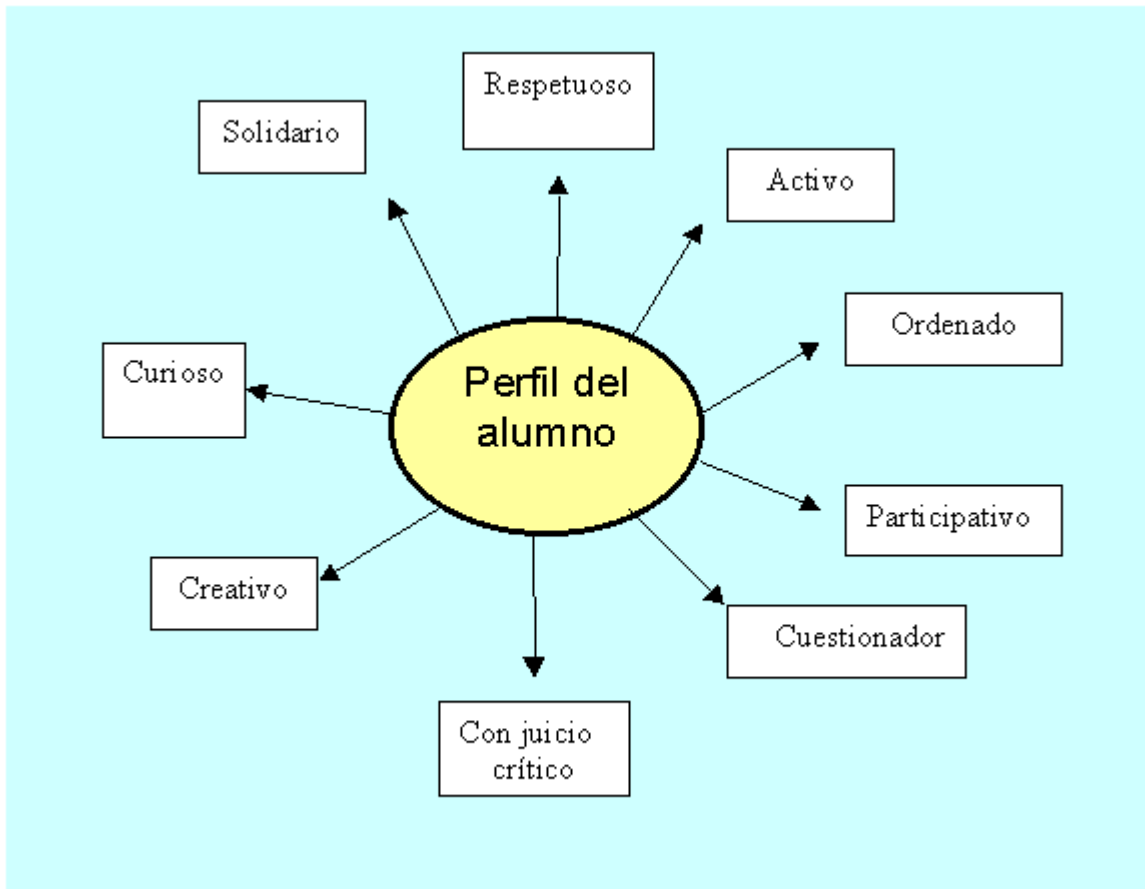 Respetuoso
Solidario
Activo
Ordenado
Curioso
Perfil del
alumno
Participativo
Creativo
Cuestionador
Con juicio
crítico